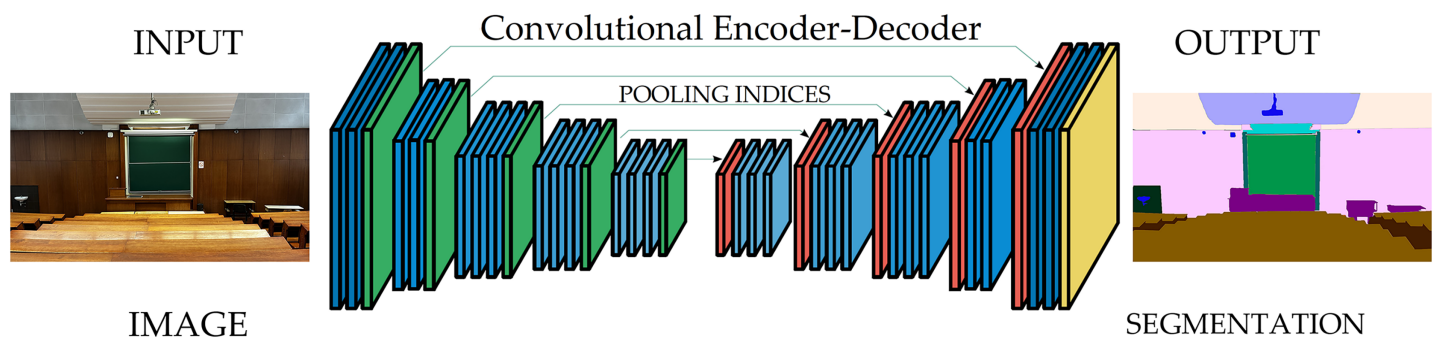 INPUT
Convolutional Encoder-Decoder
OUTPUT
POOLING INDICES
IMAGE
SEGMENTATION